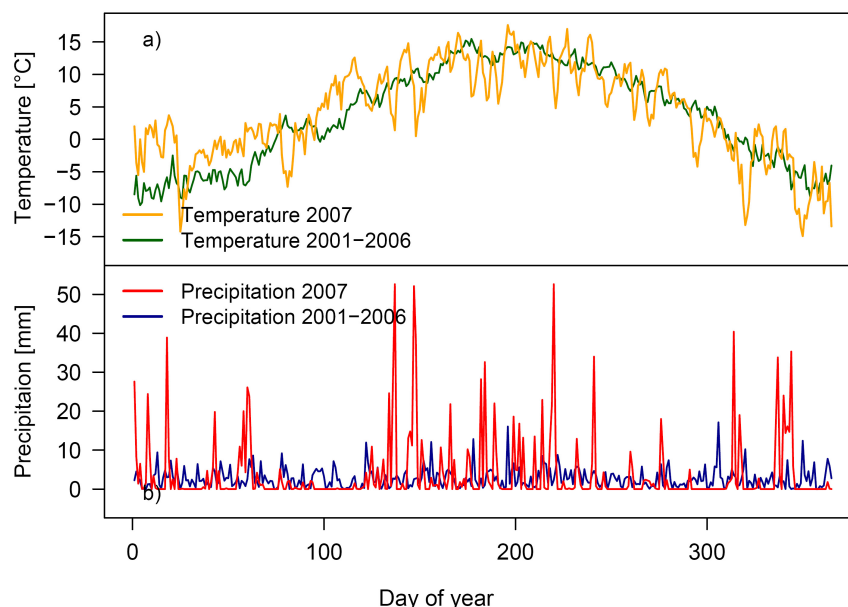 a)
Temperature [°C]
15
10
5
0
−5
−10
−15
Temperature 2007
Temperature 2001−2006
Precipitaion [mm]
50
40
30
20
10
0
Precipitation 2007
Precipitation 2001−2006
b)
0 100 200 300
Day of year